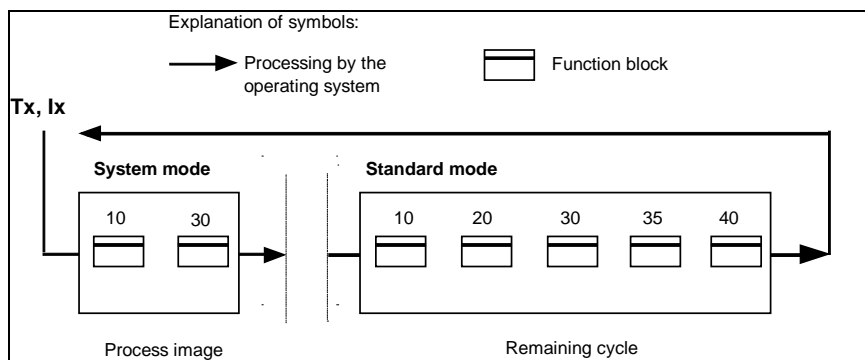 Explanation of symbols:
Processing by the
operating system
Function block
Tx, Ix
System mode
Standard mode
10 30
10 20 30 35 40
Process image
Remaining cycle